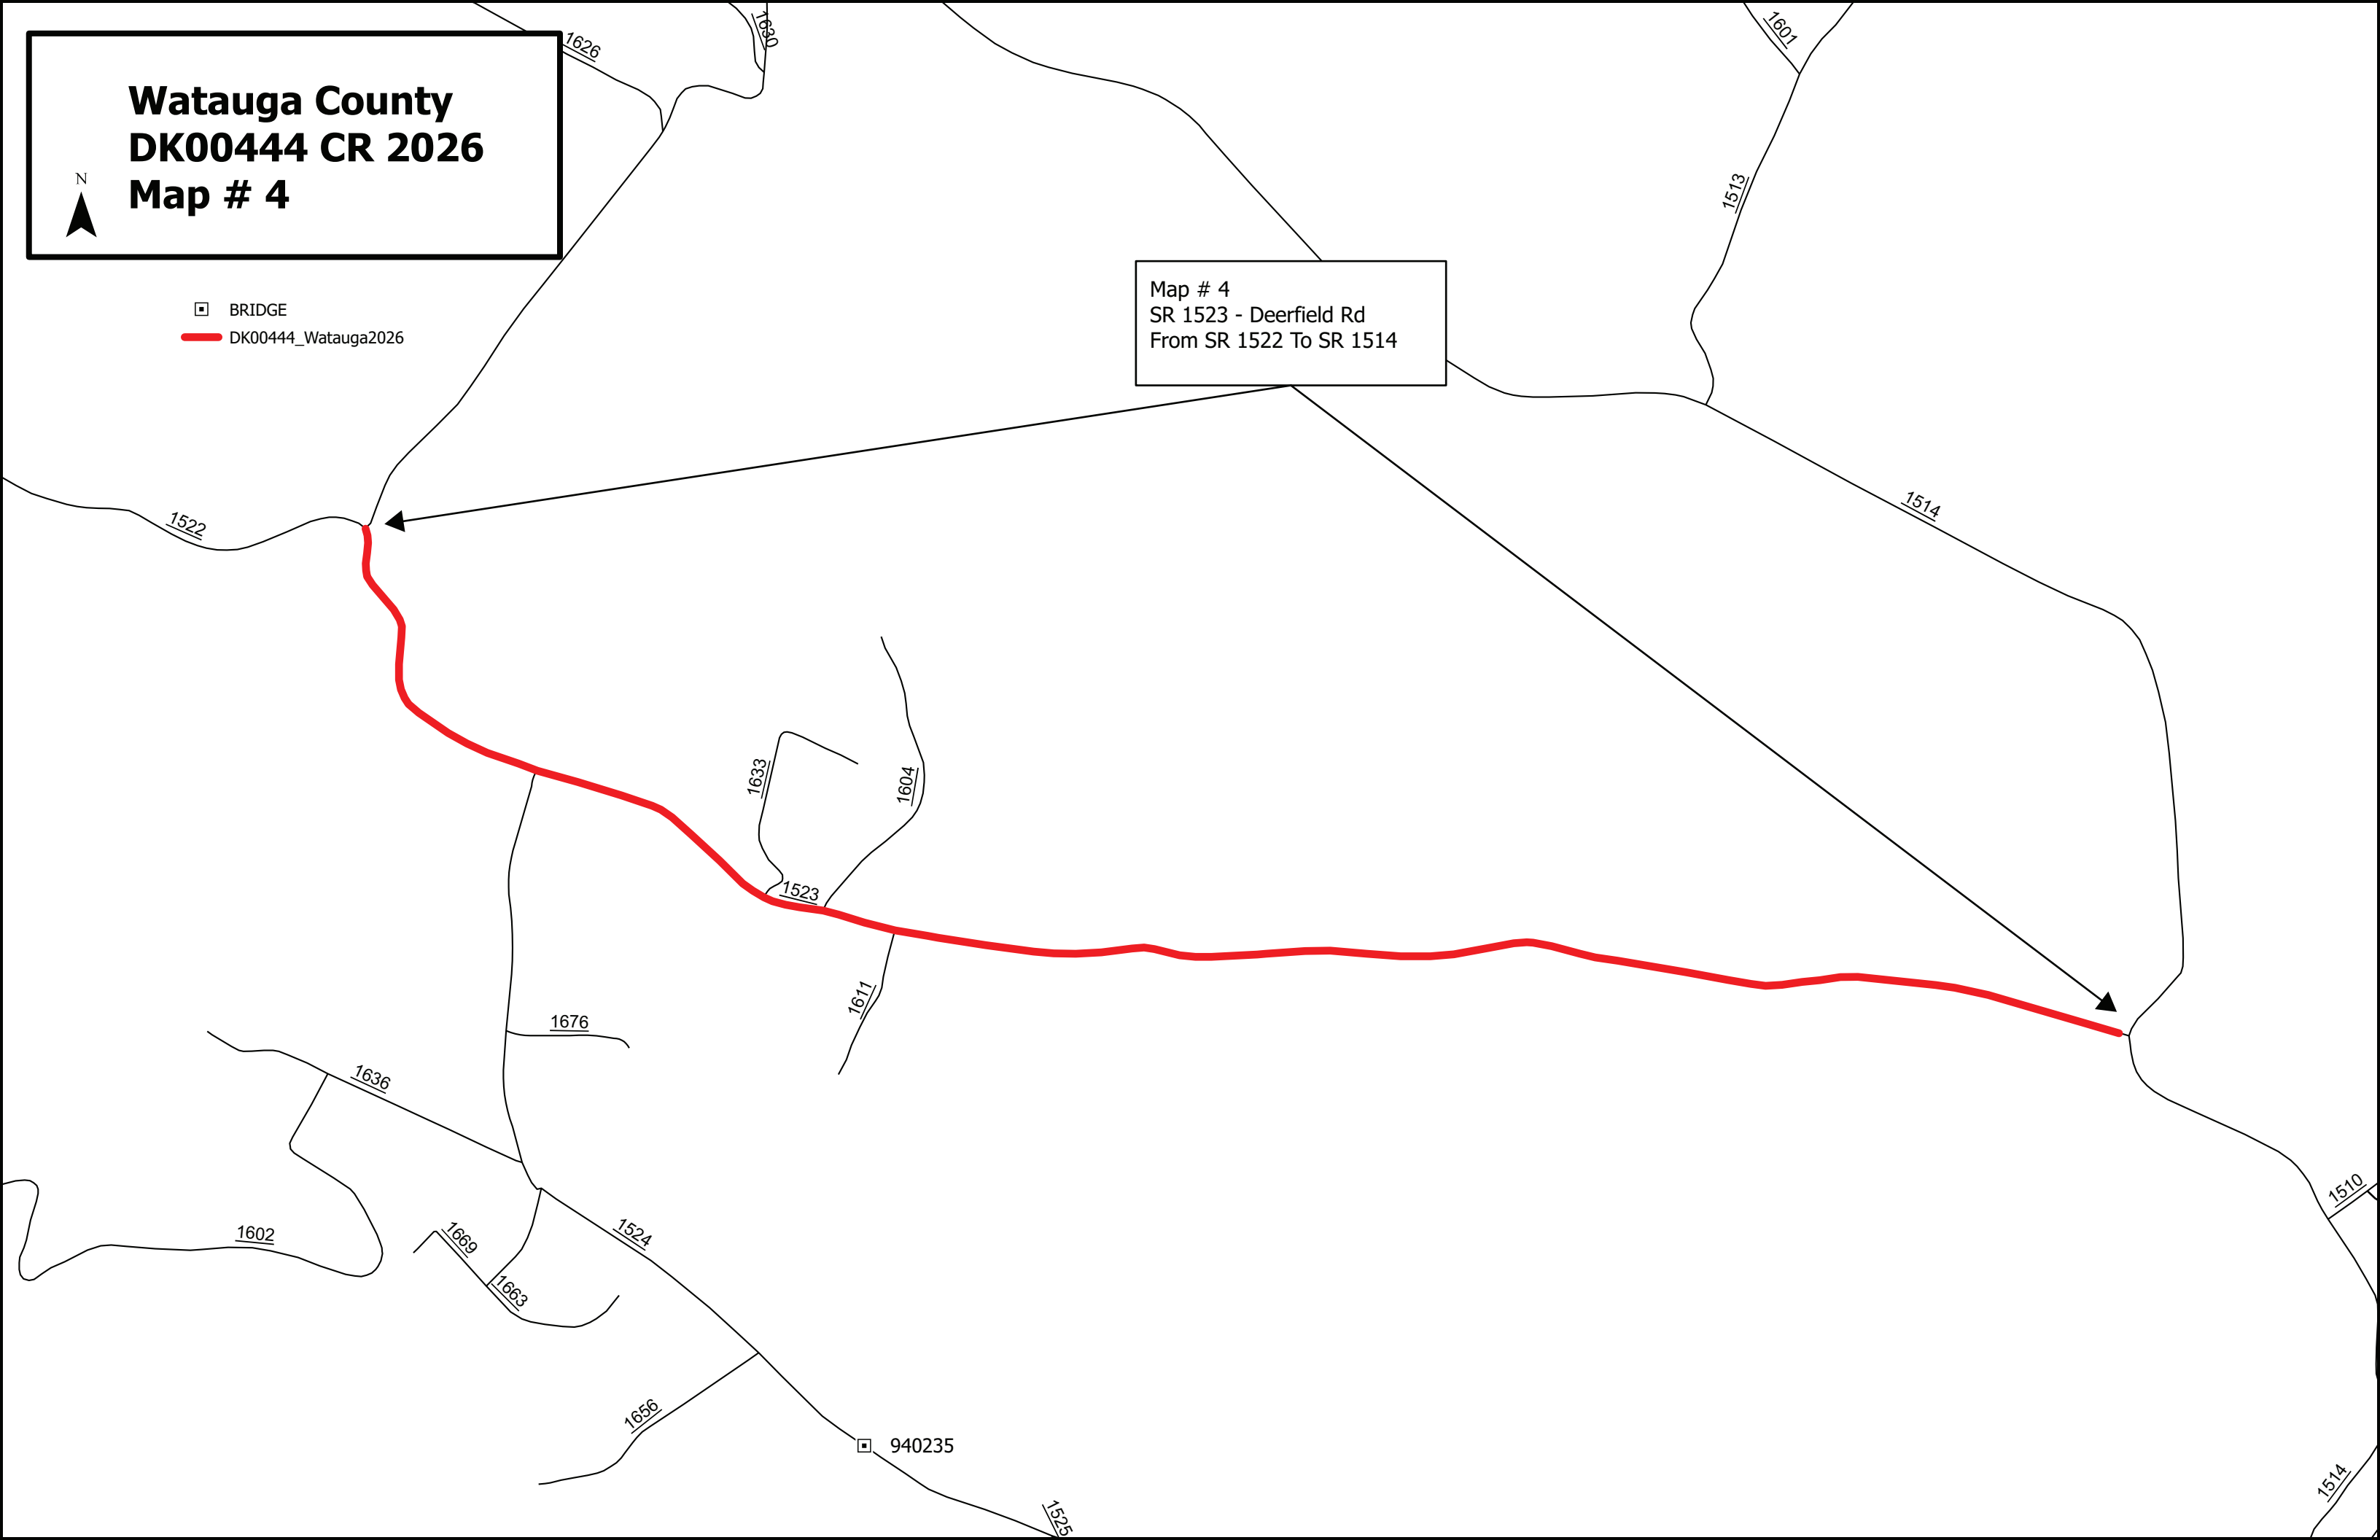 Watauga County
DK00444 CR 2026
Map # 4
N
BRIDGE
DK00444_Watauga2026
1626
1630
1601
1513
Map # 4
SR 1523 - Deerfield Rd
From SR 1522 To SR 1514
1522
1514
1633
1604
1523
1611
1676
1636
1602
1669
1663
1524
1510
1656
940235
1525
1514